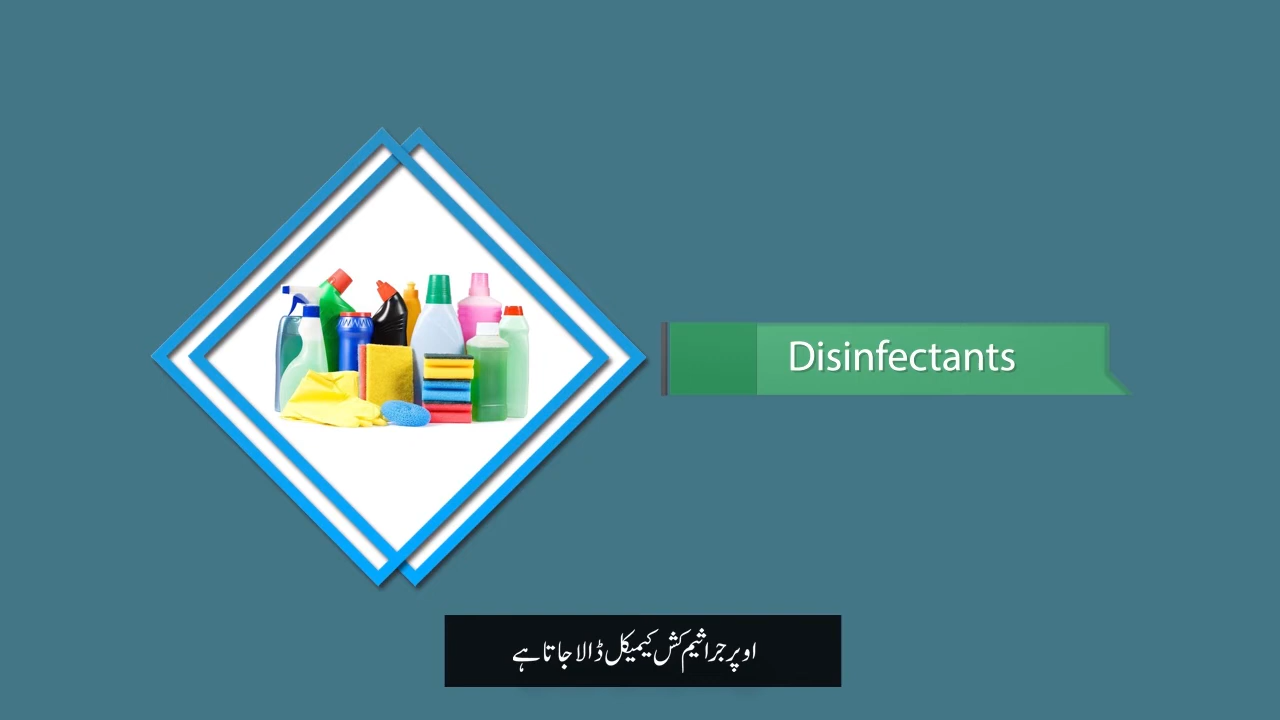 Disinfectants
اوپر جراثیم کش کیمیکل ڈالا جاتا ہے